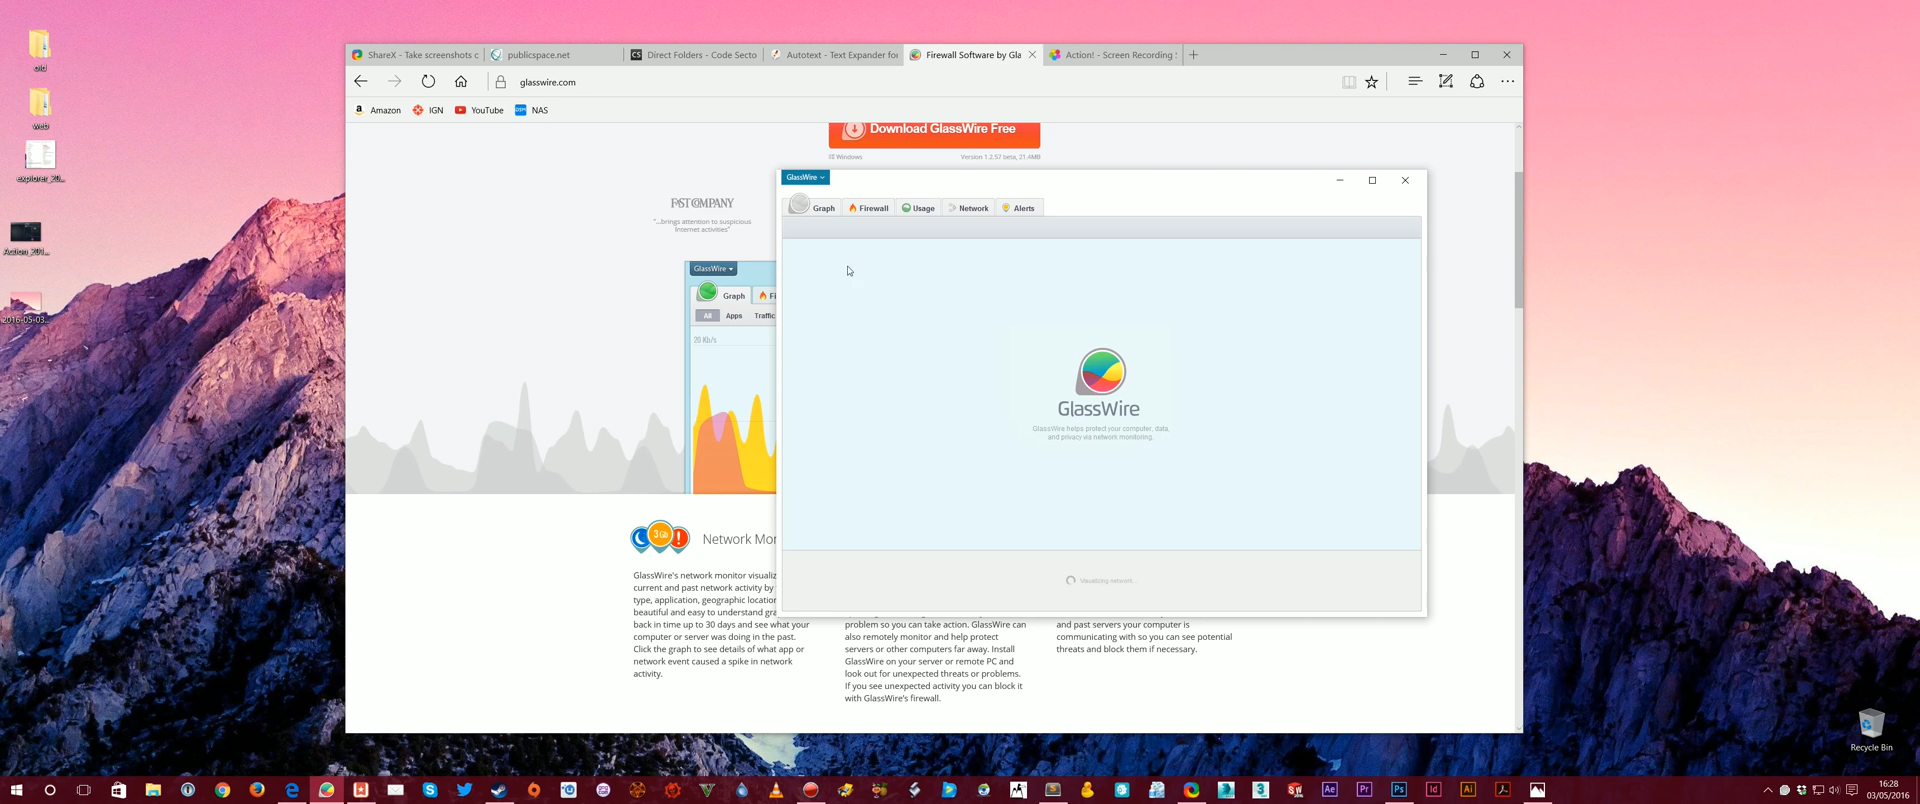 old
web
explorer_20...
Action_201...
2016-05-03...
ShareX - Take screenshots c
publicspace.net
Direct Folders - Code Secto
Autotext - Text Expander for
Firewall Software by Gla
Action! - Screen Recording
glasswire.com
Amazon
IGN
YouTube
NAS
Download GlassWire Free
Windows
Version 1.2.57 beta, 21.4MB
FAST COMPANY
"...brings attention to suspicious
Internet activities"
GlassWire
Graph
Fi
All
Apps
Traffic
20 Kb/s
GlassWire
Graph
Firewall
Usage
Network
Alerts
GlassWire
GlassWire helps protect your computer, data,
and privacy via network monitoring.
Visualizing network...
3 Gb
Network Mon
GlassWire's network monitor visualiz
current and past network activity by
type, application, geographic location
beautiful and easy to understand gra
back in time up to 30 days and see what your
computer or server was doing in the past.
Click the graph to see details of what app or
network event caused a spike in network
activity.
problem so you can take action. GlassWire can
also remotely monitor and help protect
servers or other computers far away. Install
GlassWire on your server or remote PC and
look out for unexpected threats or problems.
If you see unexpected activity you can block it
with GlassWire's firewall.
and past servers your computer is
communicating with so you can see potential
threats and block them if necessary.
Recycle Bin
Ae
Pr
Ps
Id
Ai
16:28
03/05/2016